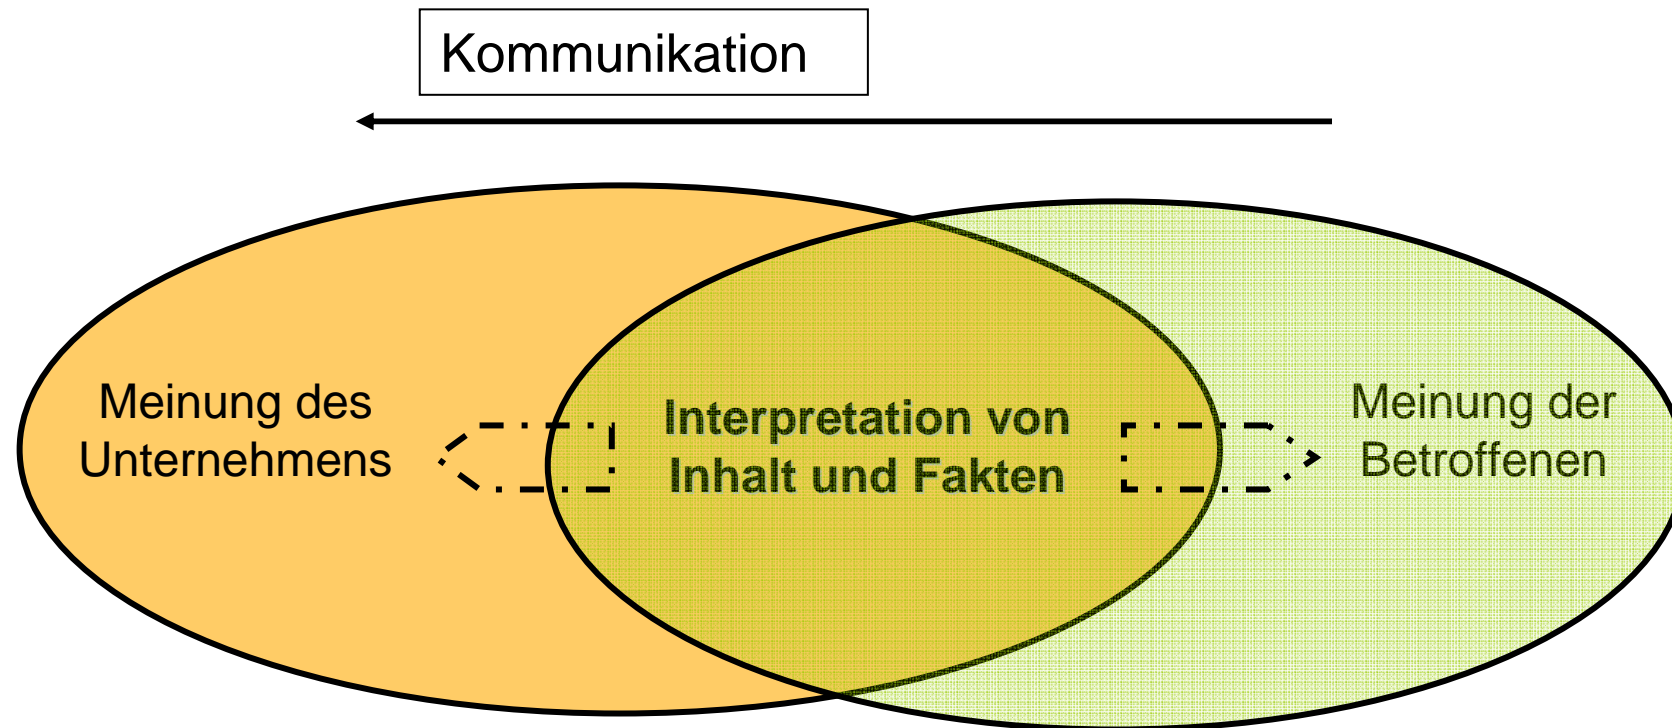 Kommunikation
Meinung des
Unternehmens
Interpretation von
Inhalt und Fakten
Meinung der
Betroffenen